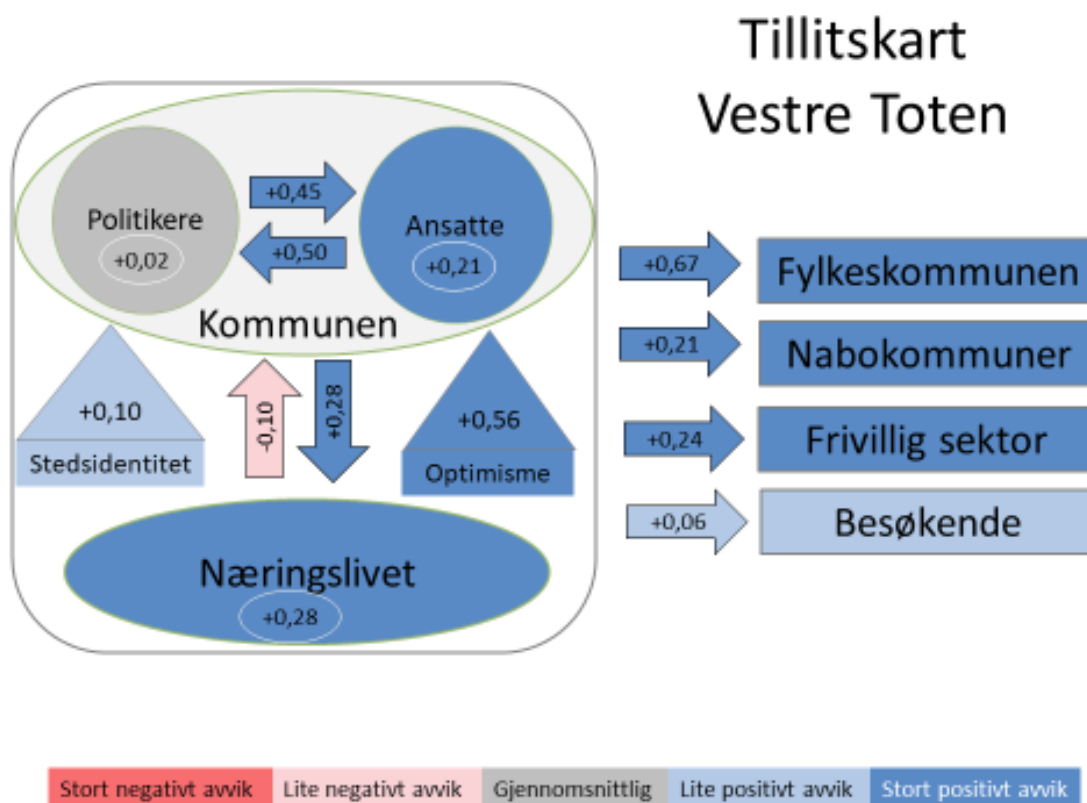 Tillitskart
Vestre Toten
Politikere
+0,02
+0,45
+0,50
Ansatte
+0,21
Kommunen
+0,10
Stedsidentitet
-0,10
+0,28
+0,56
Optimisme
Næringslivet
+0,28
+0,67
Fylkeskommunen
+0,21
Nabokommuner
+0,24
Frivillig sektor
+0,06
Besøkende
Stort negativt avvik
Lite negativt avvik
Gjennomsnittlig
Lite positivt avvik
Stort positivt avvik